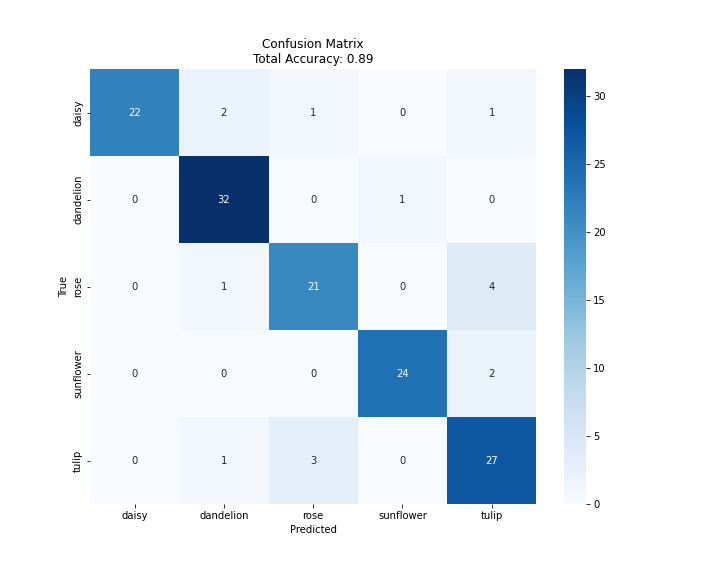 Confusion Matrix
Total Accuracy: 0.89
daisy 22 2 1 0 1
dandelion 0 32 0 1 0
True
rose 0 1 21 0 4
sunflower 0 0 0 24 2
tulip 0 1 3 0 27
daisy dandelion rose sunflower tulip
Predicted
30
25
20
15
10
5
0